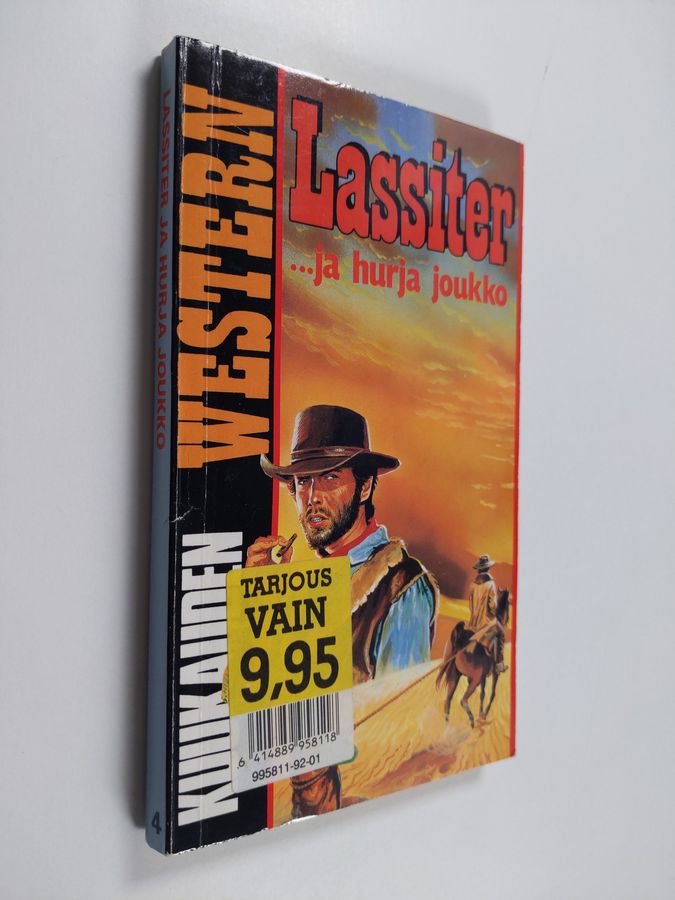 LASSITER JA HURJA JOUKKO
4
KUUKAUDEN WESTERN
Lassiter
...ja hurja joukko
TARJOUS
VAIN
9,95
6 414889 958118
995811-92-01